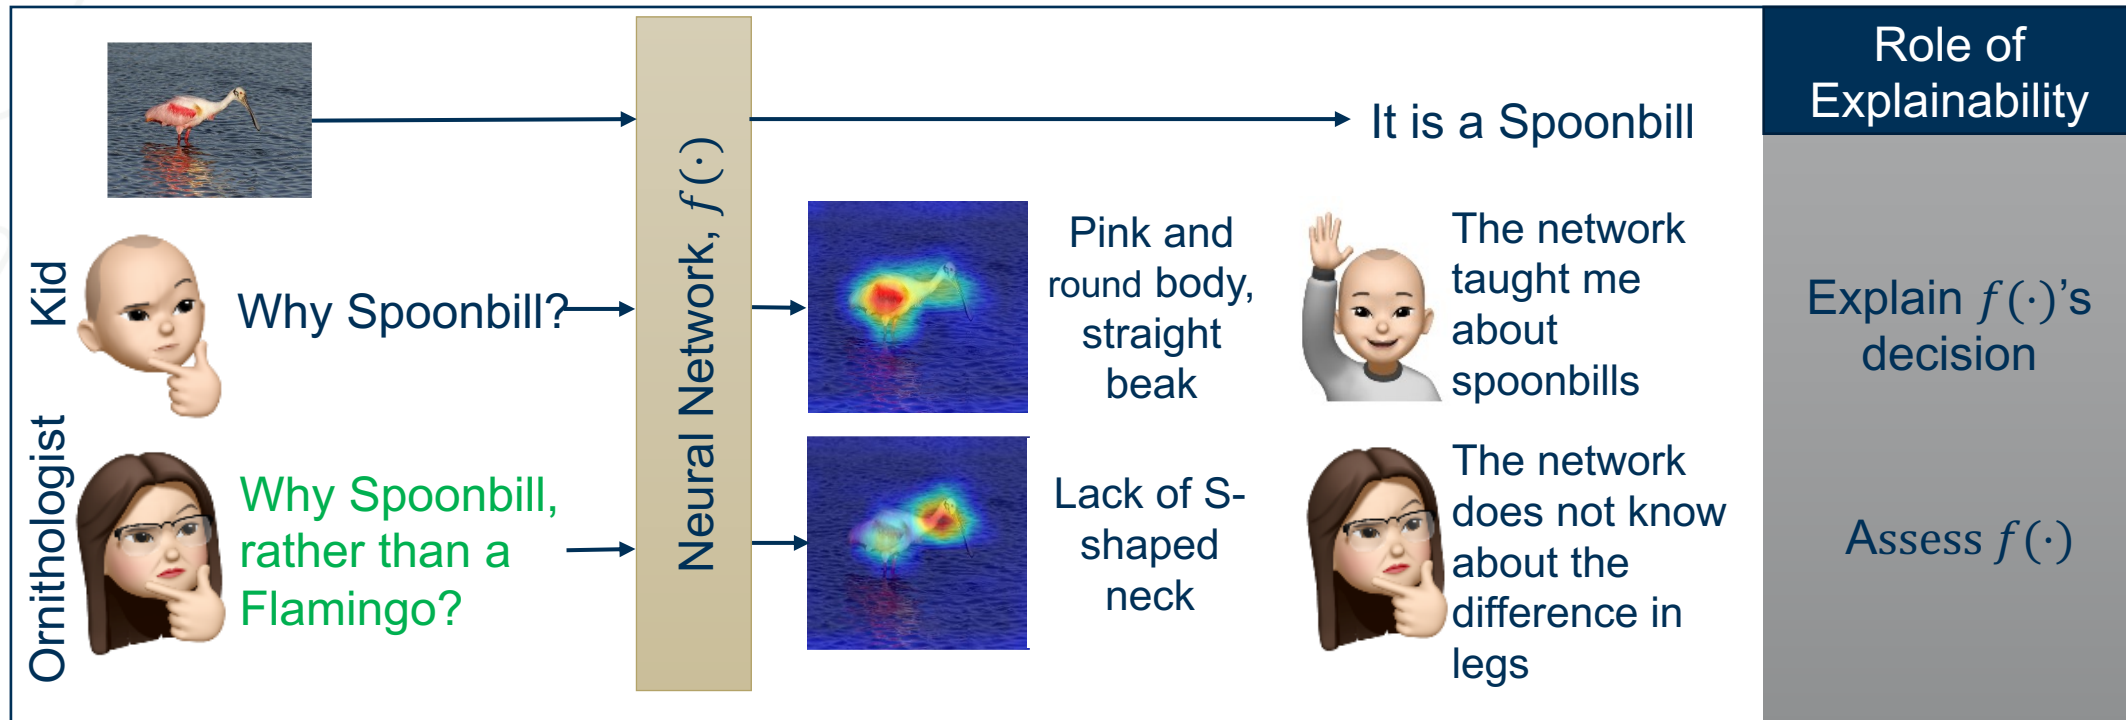 Role of
Explainability
It is a Spoonbill
Neural Network, f(·)
Kid
Why Spoonbill?
Pink and
round body,
straight
beak
The network
taught me
about
spoonbills
Explain f(·)'s
decision
Ornithologist
Why Spoonbill,
rather than a
Flamingo?
Lack of S-
shaped
neck
The network
does not know
about the
difference in
legs
Assess f(·)